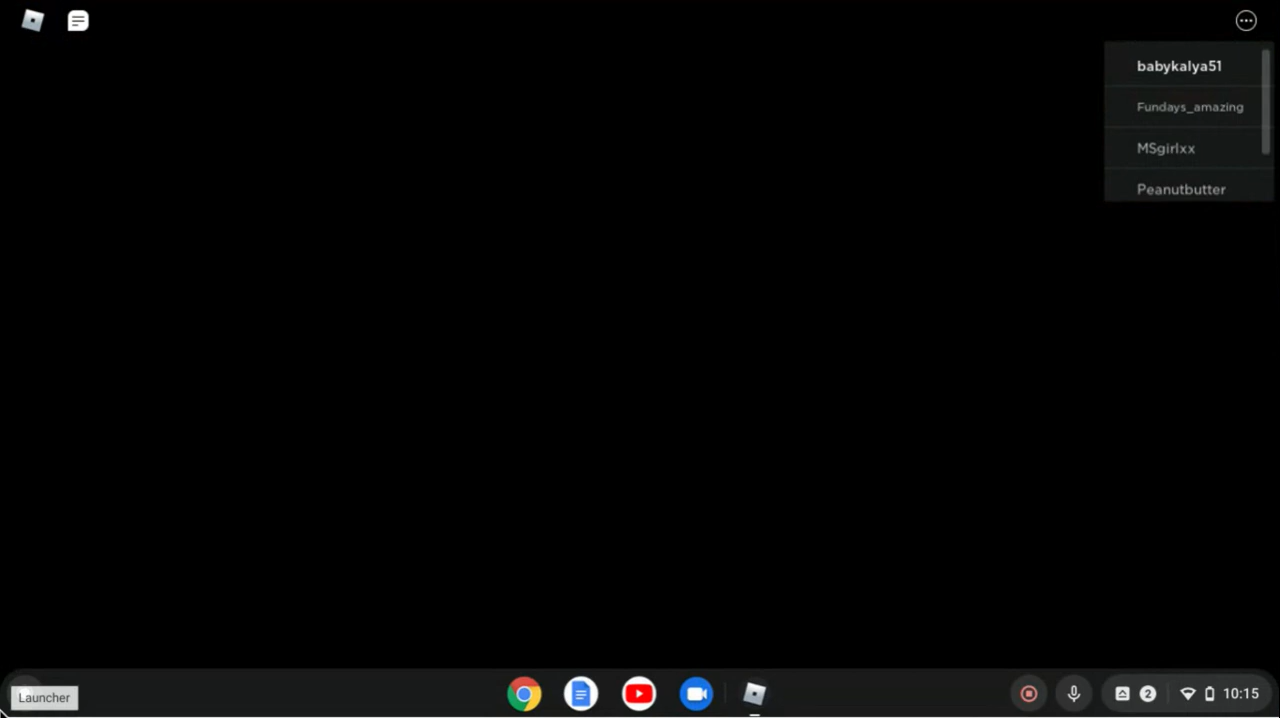 babykalya51
Fundays_amazing
MSgirlxx
Peanutbutter
Launcher
2
10:15